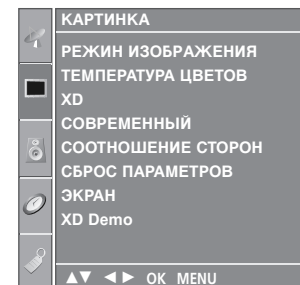 КАРТИНКА
РЕЖИН ИЗОБРАЖЕНИЯ
ТЕМПЕРАТУРА ЦВЕТОВ
XD
СОВРЕМЕННЫЙ
СООТНОШЕНИЕ СТОРОН
СБРОС ПАРАМЕТРОВ
ЭКРАН
XD Demo
▲▼ ◄► OK MENU